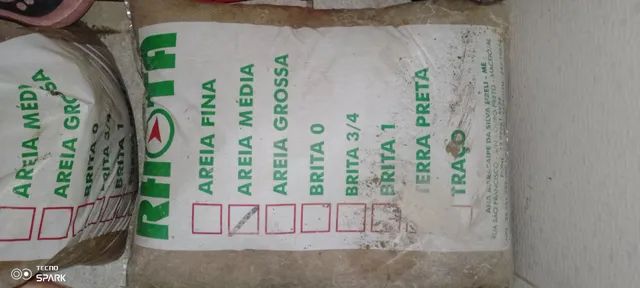 RHOTA
AREIA FINA
AREIA MÉDIA
AREIA GROSSA
BRITA 0
BRITA 3/4
BRITA 1
TERRA PRETA
TRAÇO
AREIA MÉDIA
AREIA GROSSA
BRITA 0
BRITA 3/4
BRITA 1
TECNO
SPARK